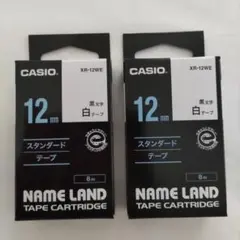 CASIO
XR-12WE
12mm
黒文字
白テープ
スタンダード
テープ
8m
NAME LAND
TAPE CARTRIDGE
CASIO
XR-12WE
12mm
黒文字
白テープ
スタンダード
テープ
8m
NAME LAND
TAPE CARTRIDGE